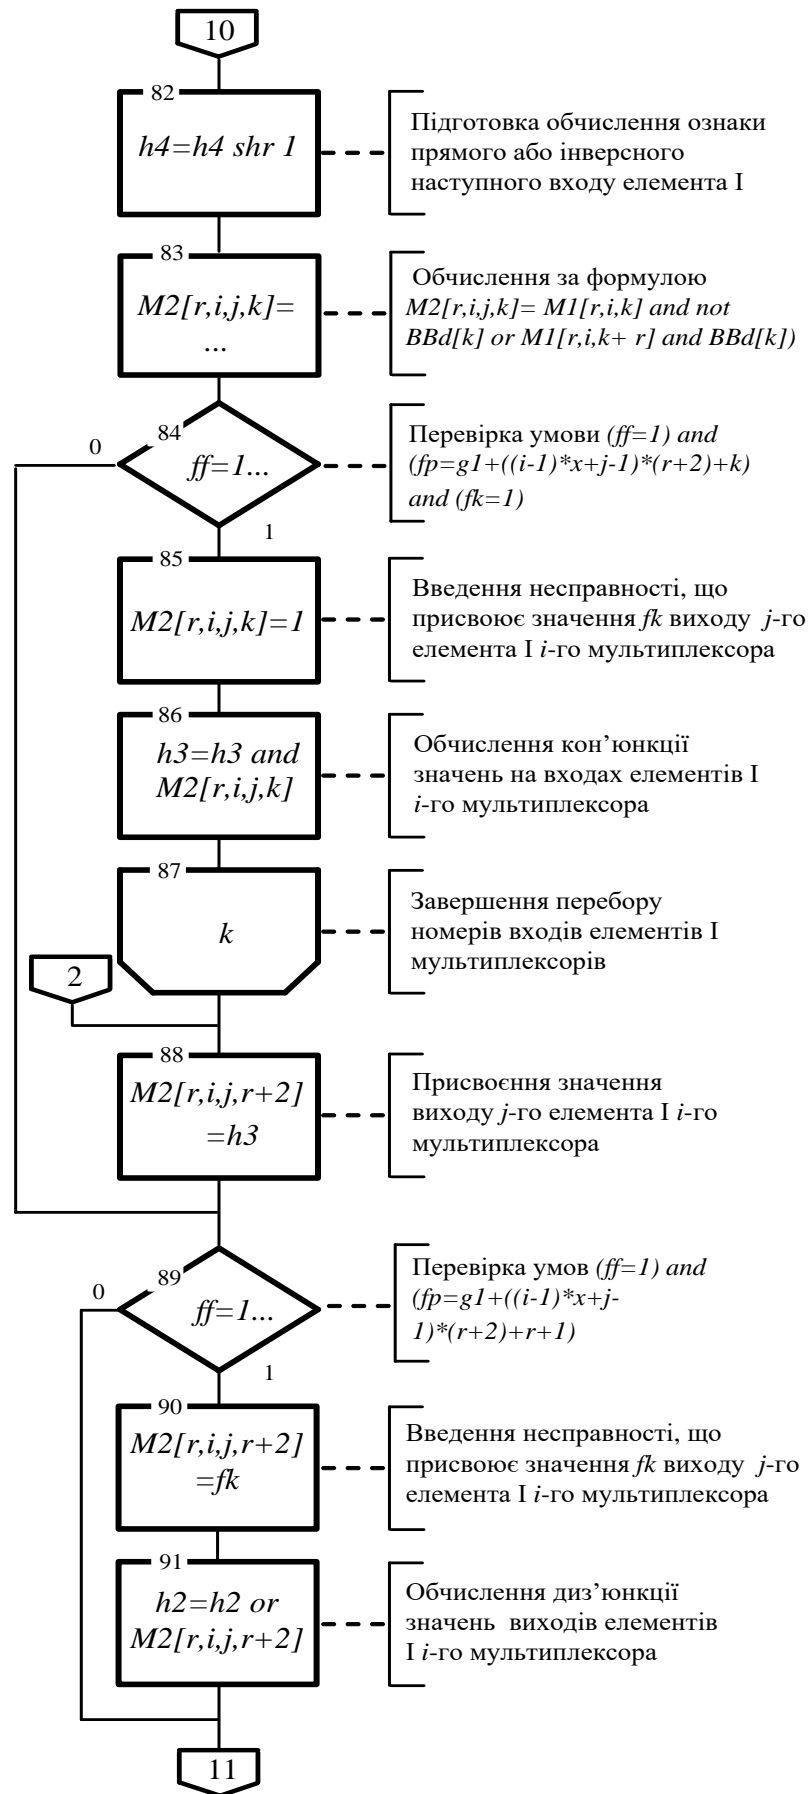 10
82
h4=h4 shr 1
Підготовка обчислення ознаки
прямого або інверсного
наступного входу елемента І
83
M2[r,i,j,k]=
...
Обчислення за формулою
M2[r,i,j,k]= M1[r,i,k] and not
BBd[k] or M1[r,i,k+ r] and BBd[k])
0
84
ff=1...
1
Перевірка умови (ff=1) and
(fp=g1+((i-1)*x+j-1)*(r+2)+k)
and (fk=1)
85
M2[r,i,j,k]=1
Введення несправності, що
присвоює значення fk виходу j-го
елемента І i-го мультиплексора
86
h3=h3 and
M2[r,i,j,k]
Обчислення кон’юнкції
значень на входах елементів І
i-го мультиплексора
87
k
Завершення перебору
номерів входів елементів І
мультиплексорів
2
88
M2[r,i,j,r+2]
=h3
Присвоєння значення
виходу j-го елемента І i-го
мультиплексора
0
89
ff=1...
1
Перевірка умов (ff=1) and
(fp=g1+((i-1)*x+j-
1)*(r+2)+r+1)
90
M2[r,i,j,r+2]
=fk
Введення несправності, що
присвоює значення fk виходу j-го
елемента І i-го мультиплексора
91
h2=h2 or
M2[r,i,j,r+2]
Обчислення диз’юнкції
значень виходів елементів
І i-го мультиплексора
11